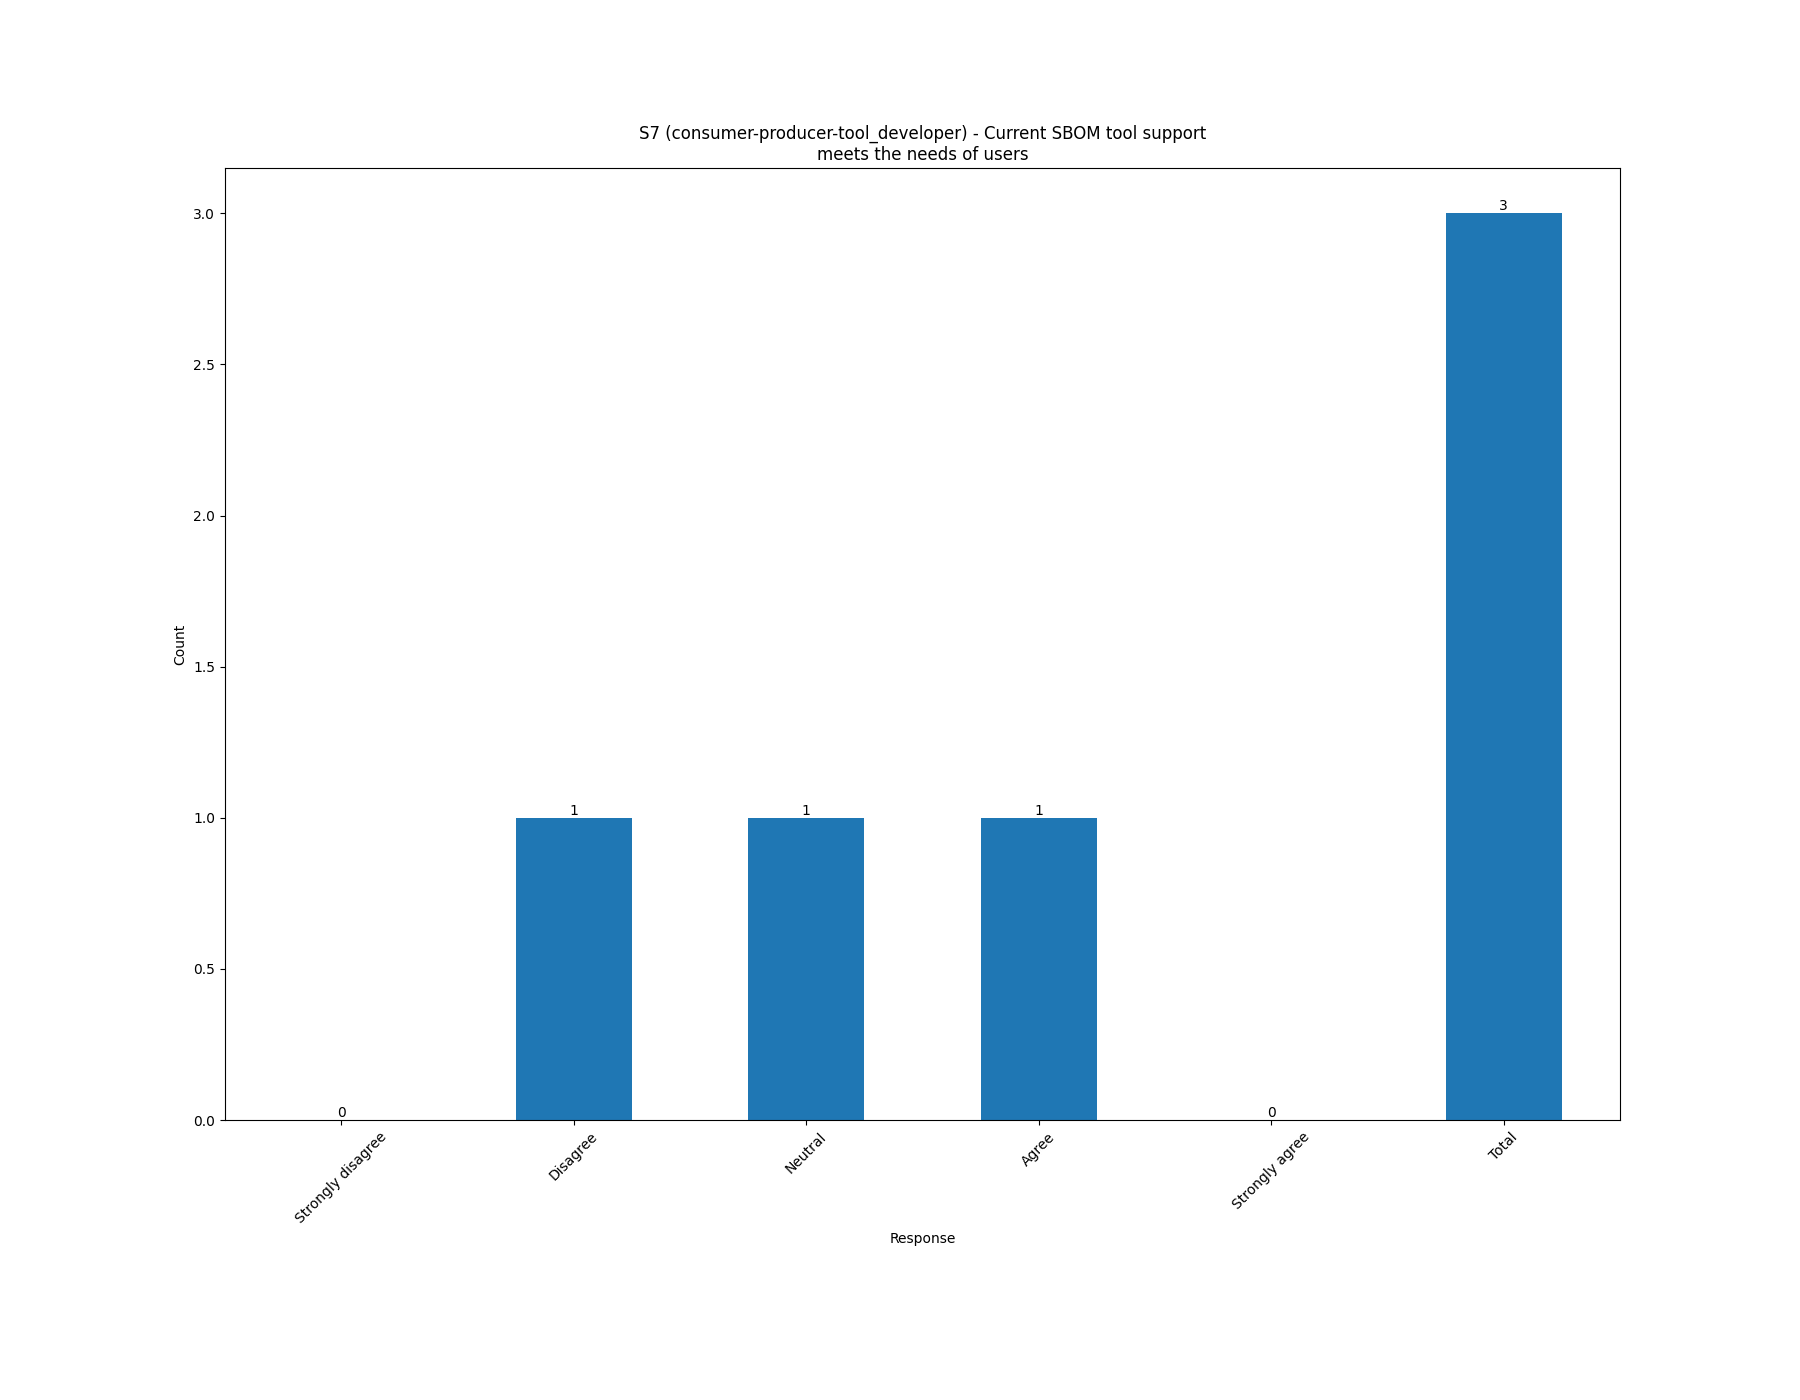 S7 (consumer-producer-tool_developer) - Current SBOM tool support
meets the needs of users
3.0
2.5
2.0
1.5
1.0
0.5
0.0
Count
0
1
1
1
0
3
Strongly disagree
Disagree
Neutral
Agree
Strongly agree
Total
Response